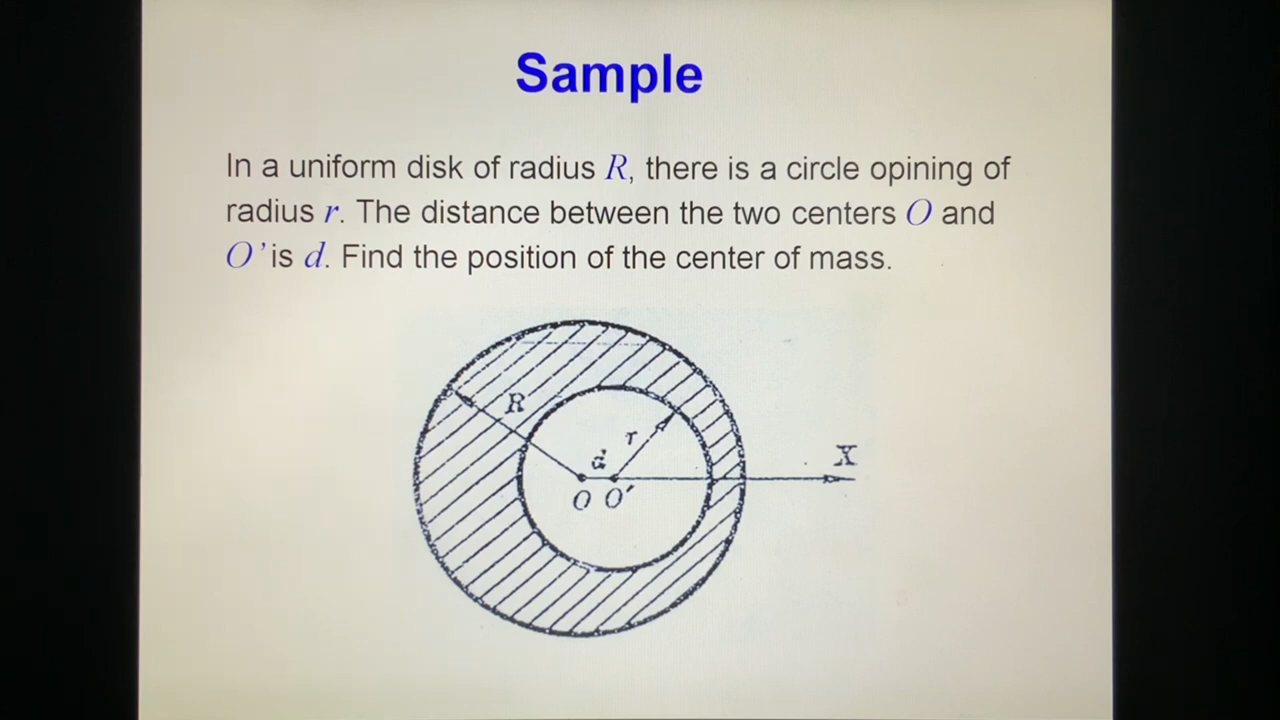 Sample
In a uniform disk of radius R, there is a circle opining of
radius r. The distance between the two centers O and
O’ is d. Find the position of the center of mass.
R
r
d
X
O O′